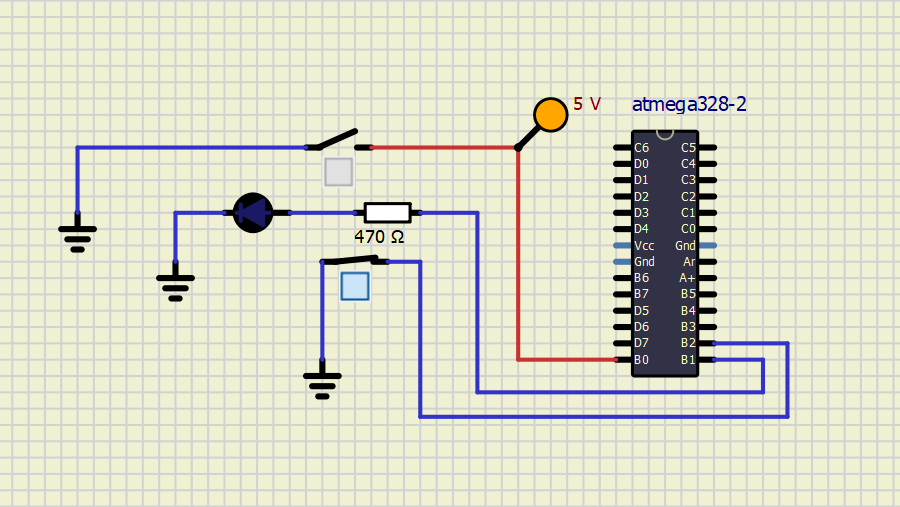 5 V
atmega328-2
C6 C5
D0 C4
D1 C3
D2 C2
D3 C1
D4 C0
Vcc Gnd
Gnd Ar
B6 A+
B7 B5
D5 B4
D6 B3
D7 B2
B0 B1
470 Ω